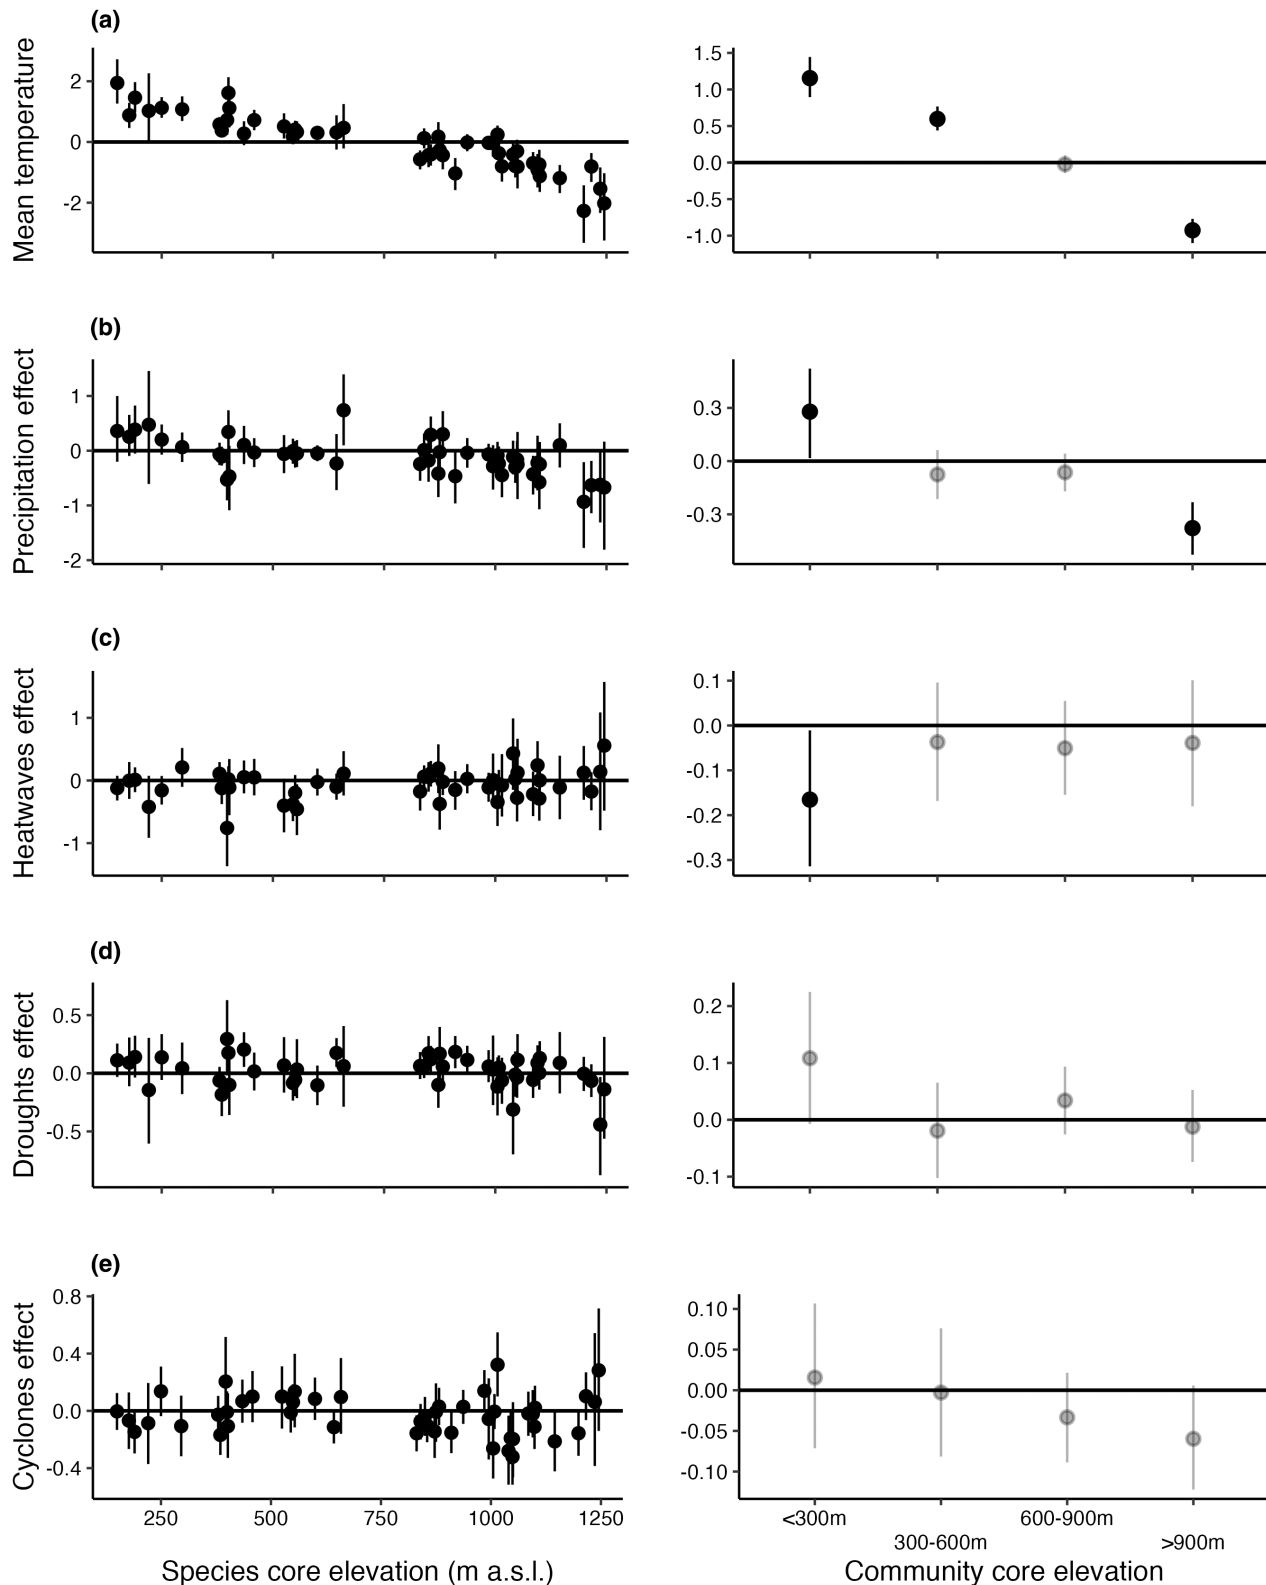 (a)
Mean temperature
2
0
-2
1.5
1.0
0.5
0.0
-0.5
-1.0
(b)
Precipitation effect
1
0
-1
-2
0.3
0.0
-0.3
(c)
Heatwaves effect
1
0
-1
0.1
0.0
-0.1
-0.2
-0.3
(d)
Droughts effect
0.5
0.0
-0.5
0.2
0.1
0.0
-0.1
(e)
Cyclones effect
0.8
0.4
0.0
-0.4
0.10
0.05
0.00
-0.05
-0.10
250 500 750 1000 1250
<300m 600-900m
300-600m >900m
Species core elevation (m a.s.l.)
Community core elevation